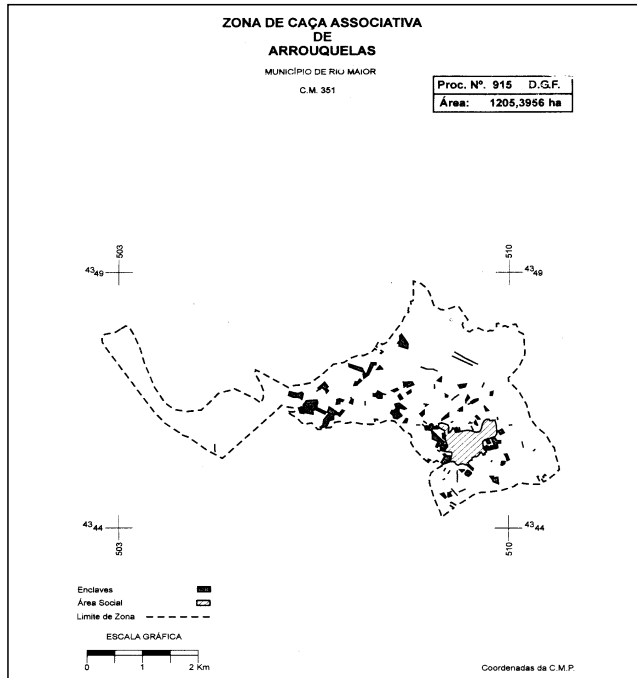 ZONA DE CAÇA ASSOCIATIVA
DE
ARROUQUELAS
MUNICÍPIO DE RIO MAIOR
C.M. 351
Proc. Nº. 915 D.G.F.
Área: 1205,3956 ha
503
510
4349
4349
4344
4344
503
510
Enclaves
Área Social
Limite de Zona
ESCALA GRÁFICA
0 1 2 Km
Coordenadas da C.M.P.